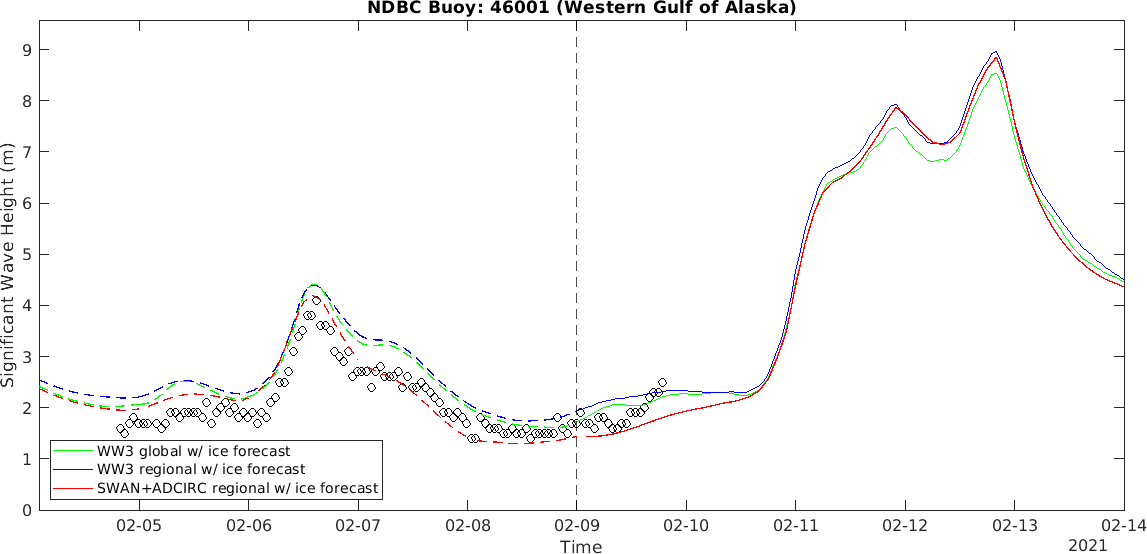 NDBC Buoy: 46001 (Western Gulf of Alaska)
Significant Wave Height (m)
9
8
7
6
5
4
3
2
1
0
WW3 global w/ ice forecast
WW3 regional w/ ice forecast
SWAN+ADCIRC regional w/ ice forecast
02-05 02-06 02-07 02-08 02-09 02-10 02-11 02-12 02-13 02-14
Time
2021